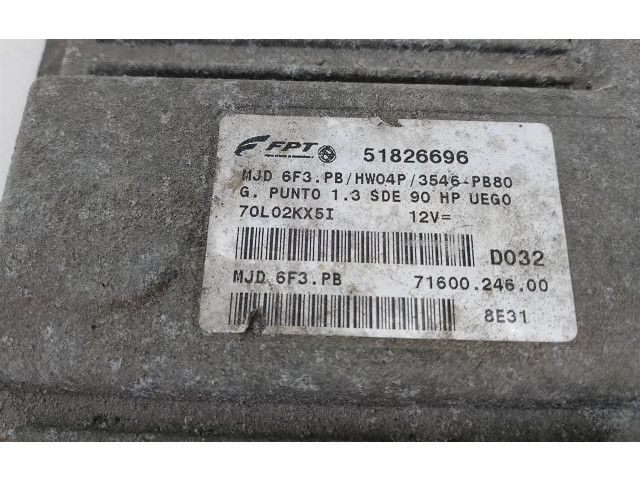 FPT 51826696
MJD 6F3.PB/HW04P/3546-PB80
G. PUNTO 1.3 SDE 90 HP UEGO
70L02KX5I 12V=
D032
MJD 6F3.PB 71600.246.00
8E31